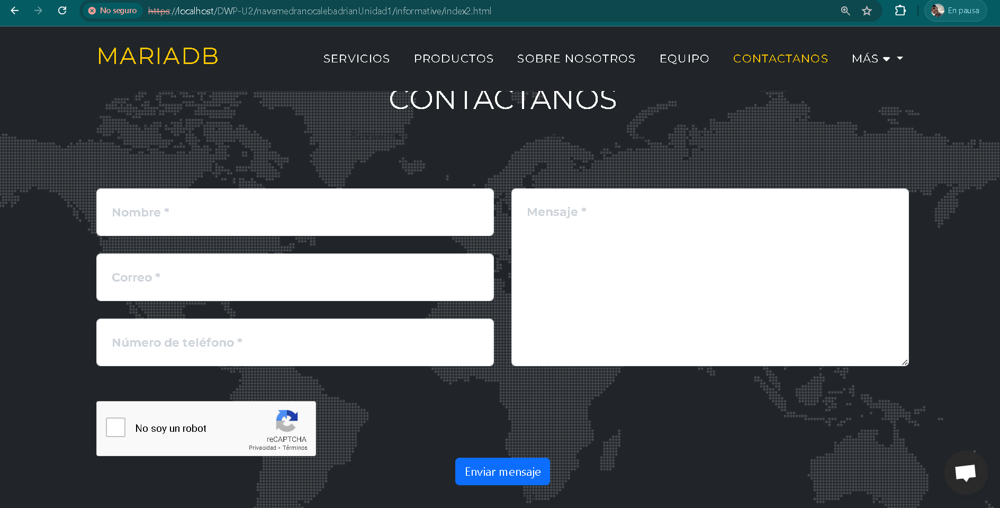 No seguro https://localhost/DWP-U2/navamedranocalebadrianUnidad1/informative/index2.html En pausa
MARIADB SERVICIOS PRODUCTOS SOBRE NOSOTROS EQUIPO CONTACTANOS MÁS
CONTACTANOS
Nombre * Mensaje *
Correo *
Número de teléfono *
No soy un robot
reCAPTCHA
Privacidad - Términos
Enviar mensaje